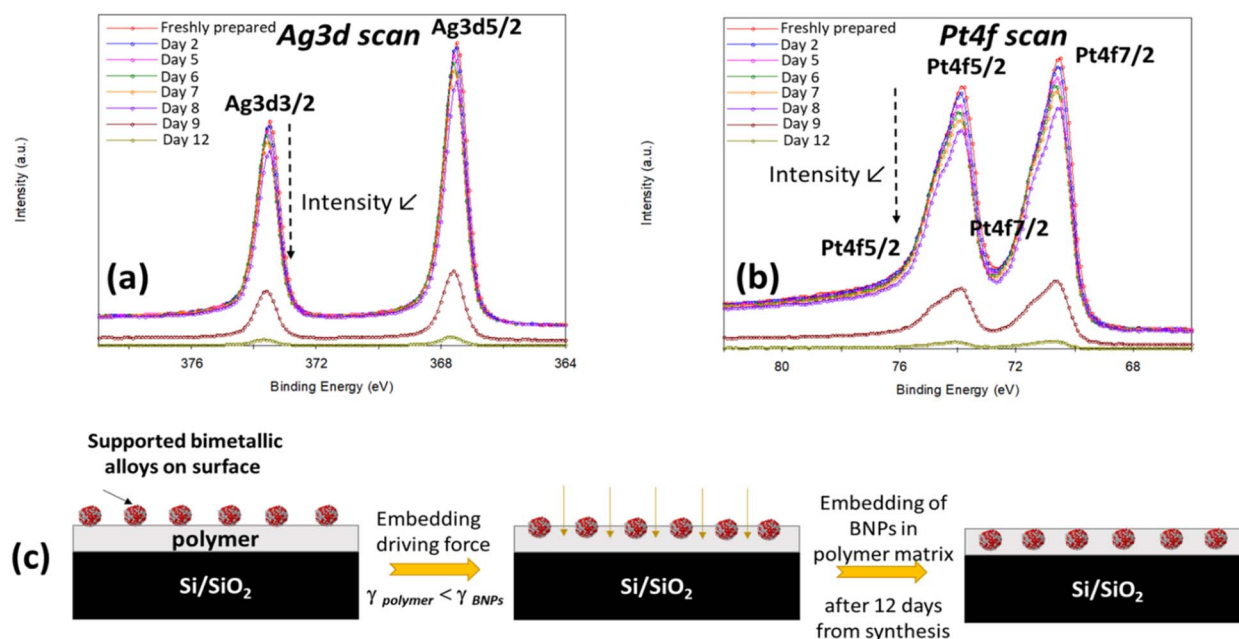 Freshly prepared
Day 2
Day 5
Day 6
Day 7
Day 8
Day 9
Day 12
Ag3d scan
Ag3d5/2
Ag3d3/2
Intensity ↙
(a)
Intensity (a.u.)
376
372
368
364
Binding Energy (eV)
Freshly prepared
Day 2
Day 5
Day 6
Day 7
Day 8
Day 9
Day 12
Pt4f scan
Pt4f5/2
Pt4f7/2
Intensity ↙
Pt4f5/2
Pt4f7/2
(b)
Intensity (a.u.)
80
76
72
68
Binding Energy (eV)
(c)
Supported bimetallic
alloys on surface
polymer
Si/SiO₂
Embedding
driving force
γ polymer < γ BNPs
Si/SiO₂
Embedding of
BNPs in
polymer matrix
after 12 days
from synthesis
Si/SiO₂